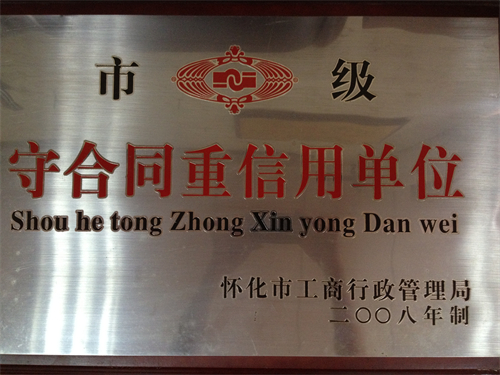 市 级
守合同重信用单位
Shou he tong Zhong Xin yong Dan wei
怀化市工商行政管理局
二〇〇八年制